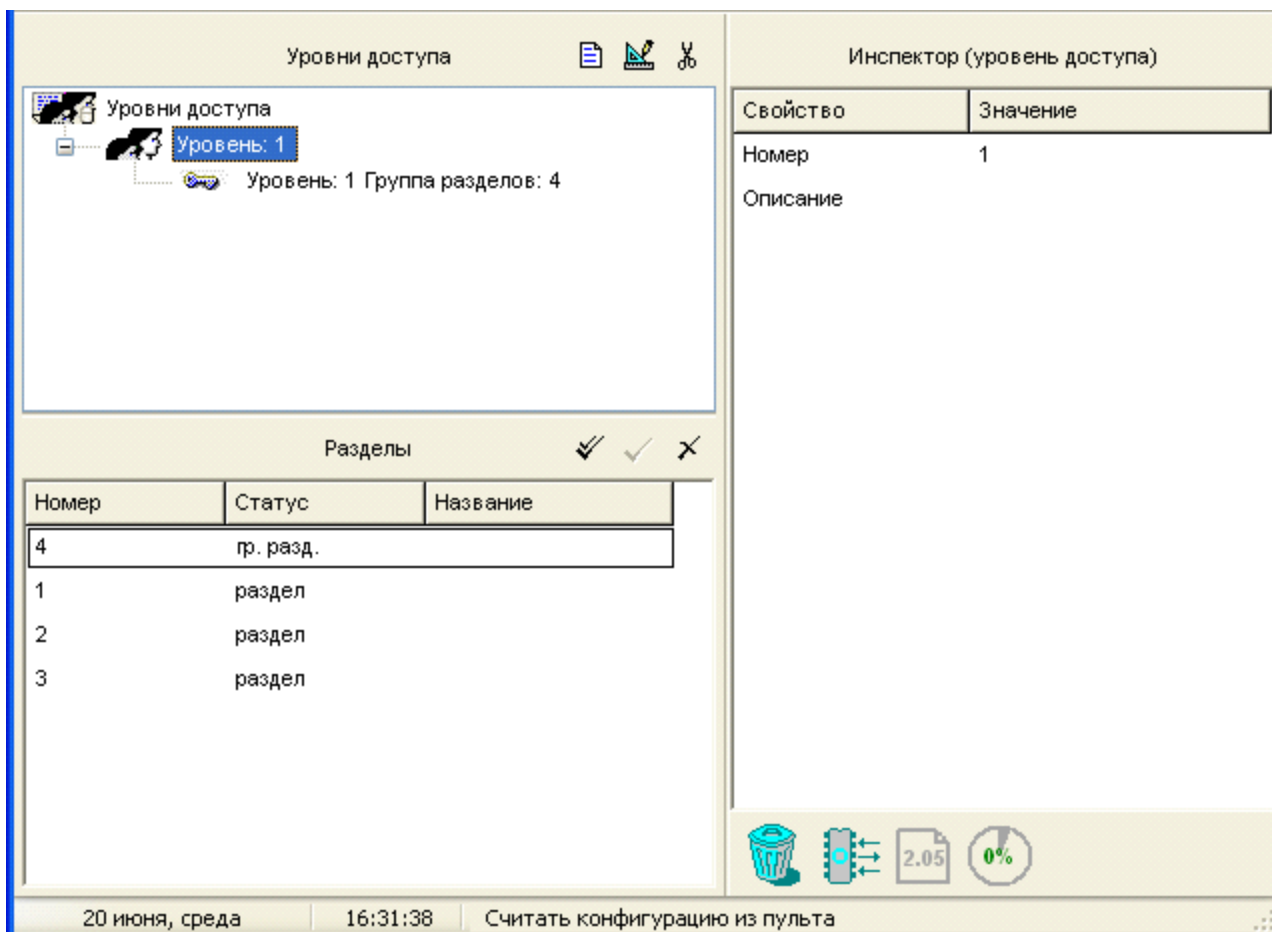 Уровни доступа
Уровни доступа
Уровень: 1
Уровень: 1 Группа разделов: 4
Разделы
Номер Статус Название
4 гр. разд.
1 раздел
2 раздел
3 раздел
Инспектор (уровень доступа)
Свойство Значение
Номер 1
Описание
2.05 0%
20 июня, среда 16:31:38 Считать конфигурацию из пульта